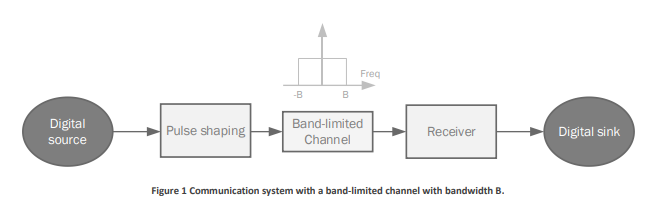 Freq
-B
B
Digital
source
Pulse shaping
Band-limited
Channel
Receiver
Digital sink
Figure 1 Communication system with a band-limited channel with bandwidth B.